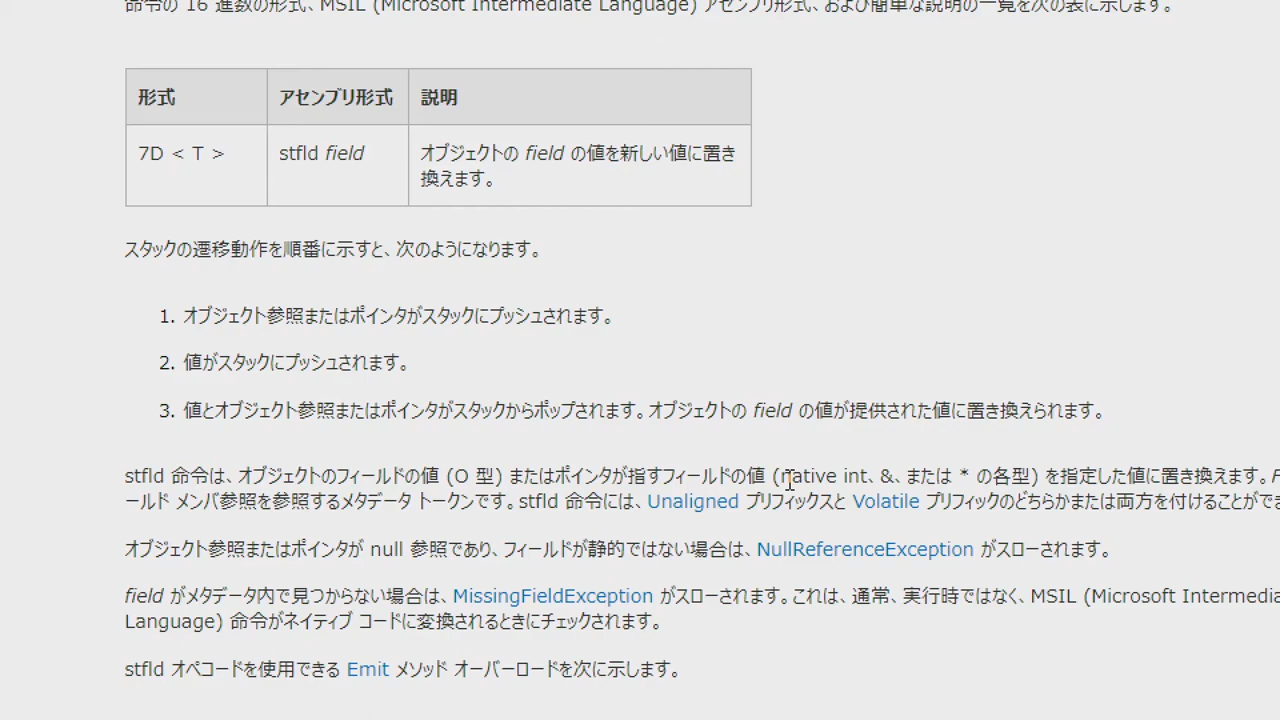 命令の 16 進数の形式、MSIL (Microsoft Intermediate Language) アセンブリ形式、および簡単な説明の一覧を次の表に示します。
形式 アセンブリ形式 説明
7D < T > stfld field オブジェクトの field の値を新しい値に置き
換えます。
スタックの遷移動作を順番に示すと、次のようになります。
1. オブジェクト参照またはポインタがスタックにプッシュされます。
2. 値がスタックにプッシュされます。
3. 値とオブジェクト参照またはポインタがスタックからポップされます。オブジェクトの field の値が提供された値に置き換えられます。
stfld 命令は、オブジェクトのフィールドの値 (O 型) またはポインタが指すフィールドの値 (native int、&、または * の各型) を指定した値に置き換えます。
ールド メンバ参照を参照するメタデータ トークンです。stfld 命令には、Unaligned プリフィックスと Volatile プリフィックのどちらかまたは両方を付けることがで
オブジェクト参照またはポインタが null 参照であり、フィールドが静的ではない場合は、NullReferenceException がスローされます。
field がメタデータ内で見つからない場合は、MissingFieldException がスローされます。これは、通常、実行時ではなく、MSIL (Microsoft Intermedia
Language) 命令がネイティブ コードに変換されるときにチェックされます。
stfld オペコードを使用できる Emit メソッド オーバーロードを次に示します。